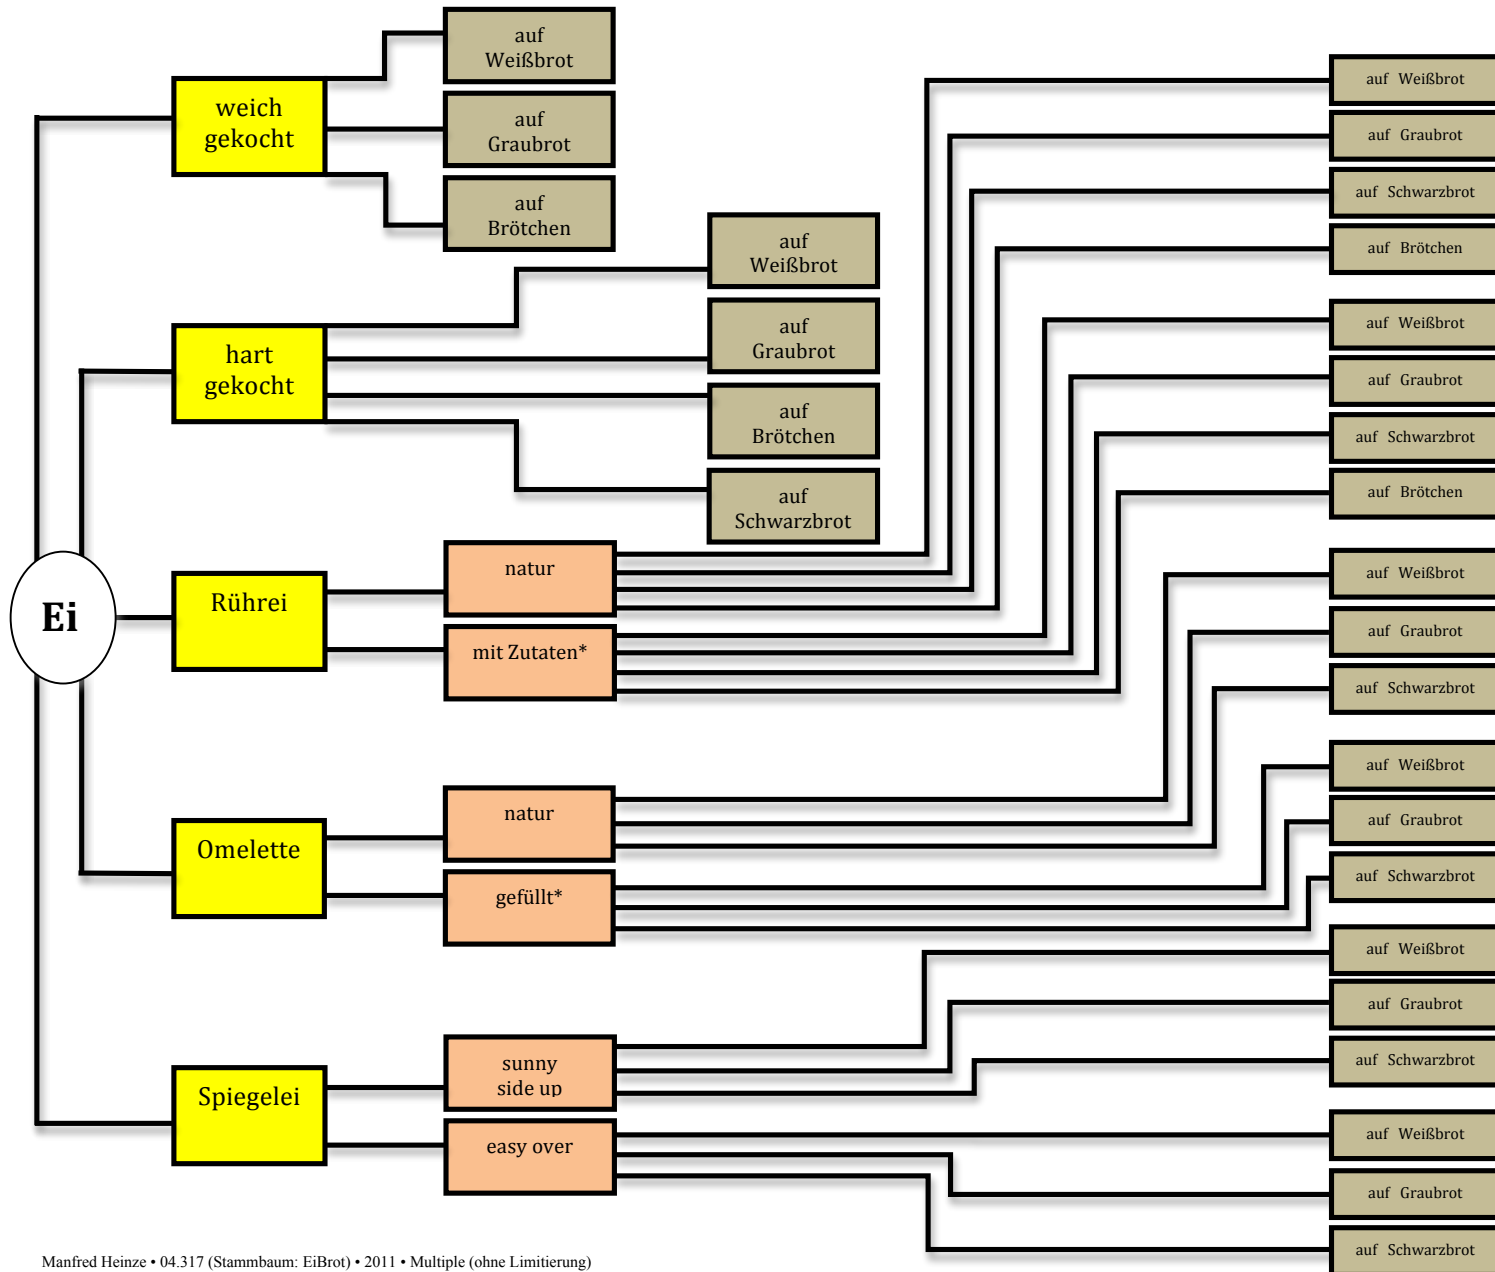 Ei
weich
gekocht
auf
Weißbrot
auf
Graubrot
auf
Brötchen
hart
gekocht
auf
Weißbrot
auf
Graubrot
auf
Brötchen
auf
Schwarzbrot
Rührei
natur
auf Weißbrot
auf Graubrot
auf Schwarzbrot
auf Brötchen
mit Zutaten*
auf Weißbrot
auf Graubrot
auf Schwarzbrot
auf Brötchen
Omelette
natur
auf Weißbrot
auf Graubrot
auf Schwarzbrot
gefüllt*
auf Weißbrot
auf Graubrot
auf Schwarzbrot
Spiegelei
sunny
side up
auf Weißbrot
auf Graubrot
auf Schwarzbrot
easy over
auf Weißbrot
auf Graubrot
auf Schwarzbrot
Manfred Heinze • 04.317 (Stammbaum: EiBrot) • 2011 • Multiple (ohne Limitierung)